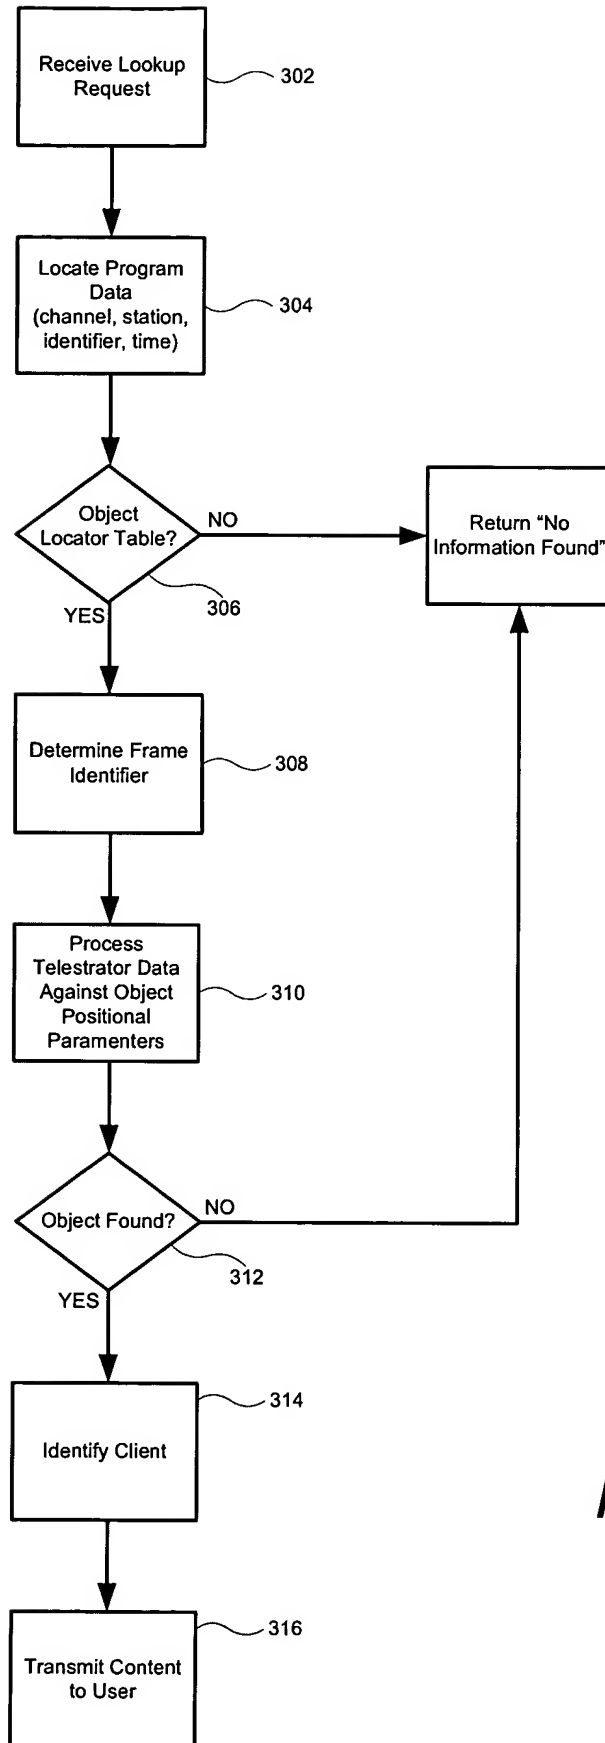 Receive Lookup
Request
302
Locate Program
Data
(channel, station,
identifier, time)
304
Object
Locator Table?
NO
306
YES
Return “No
Information Found”
Determine Frame
Identifier
308
Process
Telestrator Data
Against Object
Positional
Paramenters
310
Object Found?
NO
312
YES
Identify Client
314
Transmit Content
to User
316